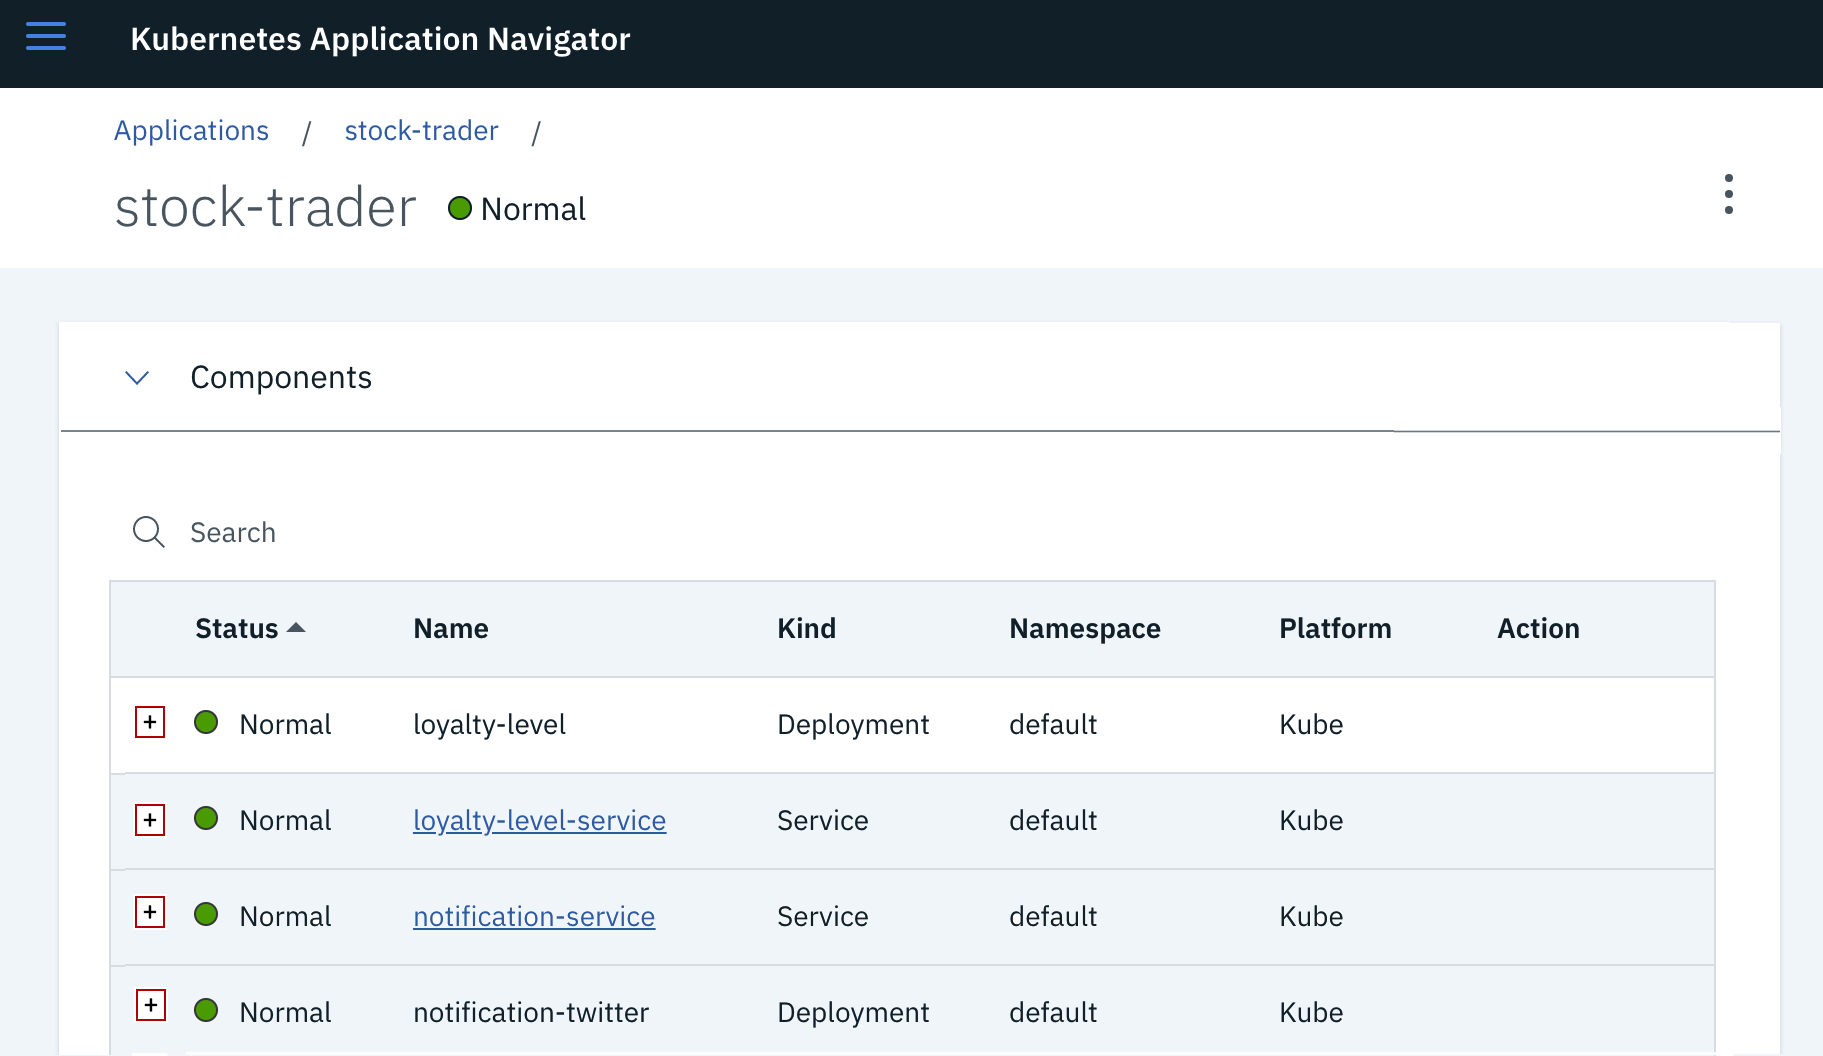 Kubernetes Application Navigator
Applications / stock-trader /
stock-trader Normal
Components
Search
Status Name Kind Namespace Platform Action
+ Normal loyalty-level Deployment default Kube
+ Normal loyalty-level-service Service default Kube
+ Normal notification-service Service default Kube
+ Normal notification-twitter Deployment default Kube